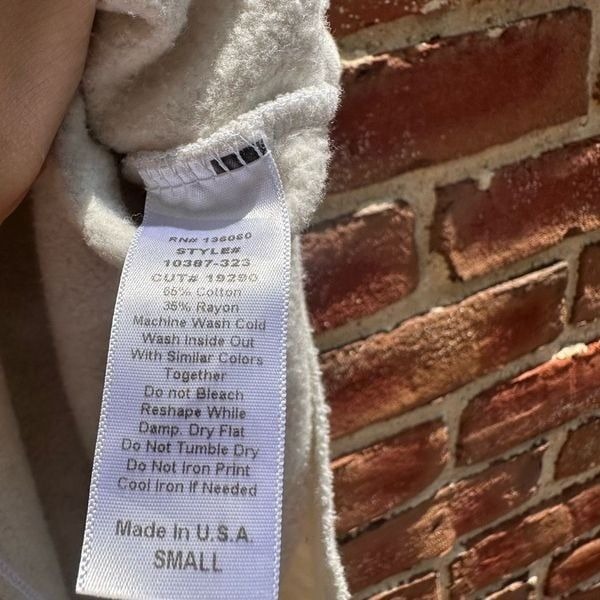 RN# 136060
STYLE#
10387-323
CUT# 19290
65% Cotton
35% Rayon
Machine Wash Cold
Wash Inside Out
With Similar Colors
Together
Do not Bleach
Reshape While
Damp. Dry Flat
Do Not Tumble Dry
Do Not Iron Print
Cool Iron If Needed
Made In U.S.A.
SMALL